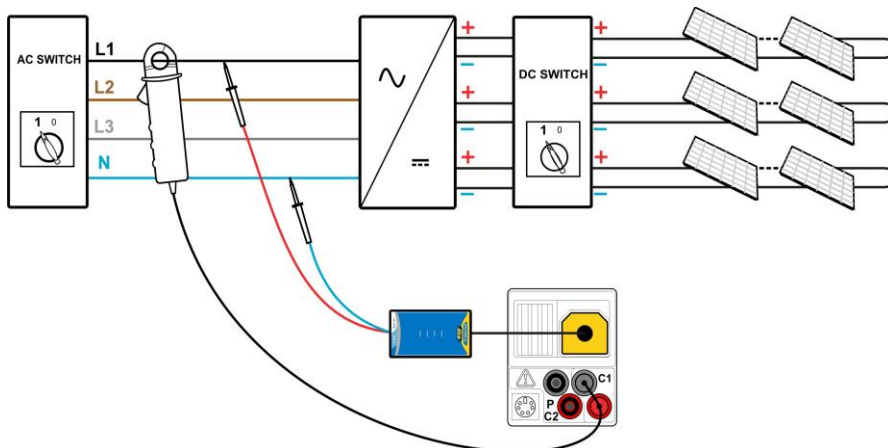 AC SWITCH
1 0
L1
L2
L3
N
+
−
+
−
+
−
DC SWITCH
1 0
+
−
+
−
+
−
C1
P
C2